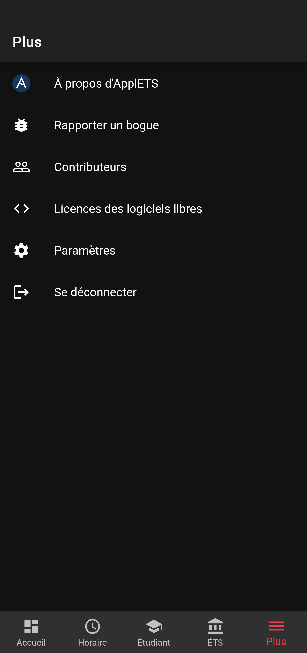 Plus
À propos d'ApplETS
Rapporter un bogue
Contributeurs
Licences des logiciels libres
Paramètres
Se déconnecter
Accueil
Horaire
Étudiant
ÉTS
Plus